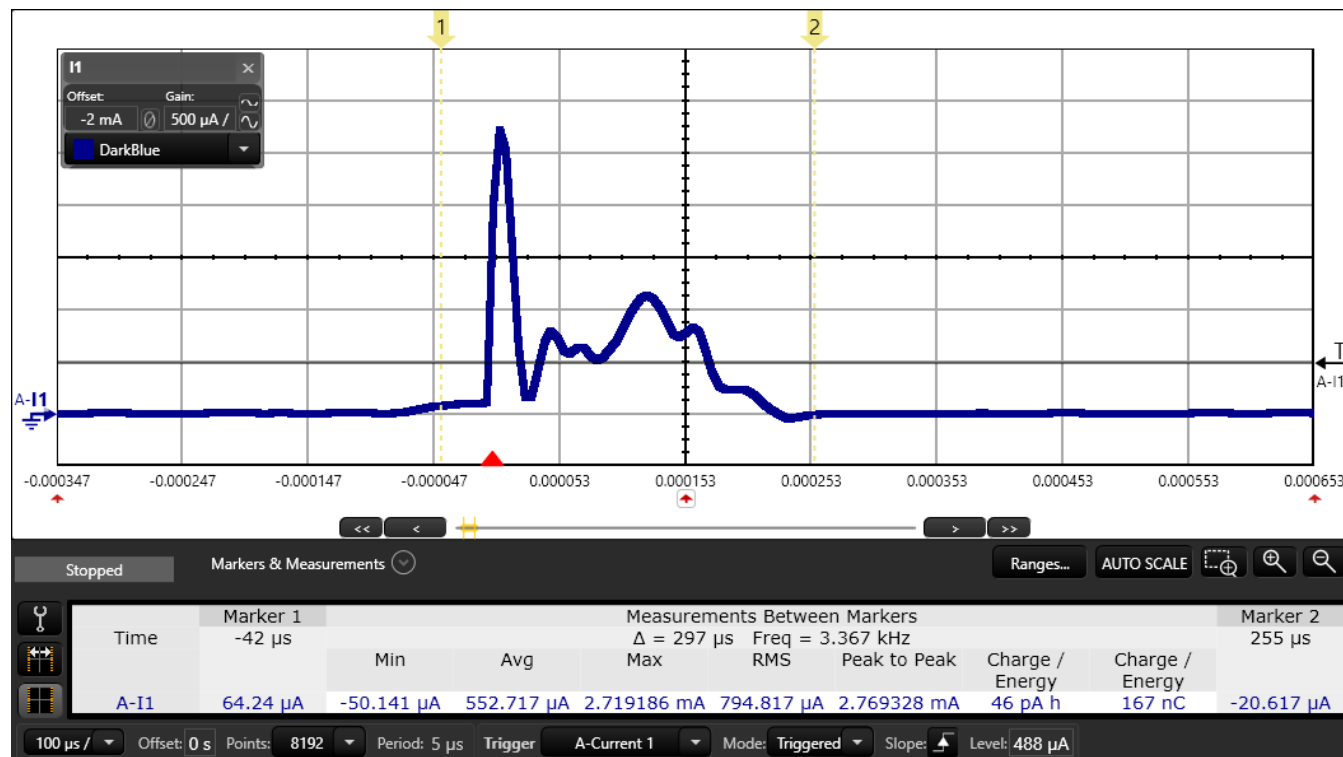 1 2
I1 ×
Offset: Gain:
-2 mA 500 µA /
DarkBlue
A-I1
T
A-I1
-0.000347 -0.000247 -0.000147 -0.000047 0.000053 0.000153 0.000253 0.000353 0.000453 0.000553 0.000653
<< < > >>
Stopped Markers & Measurements Ranges... AUTO SCALE
Marker 1 Measurements Between Markers Marker 2
Time -42 µs Δ = 297 µs Freq = 3.367 kHz 255 µs
Min Avg Max RMS Peak to Peak Charge / Charge /
Energy Energy
A-I1 64.24 µA -50.141 µA 552.717 µA 2.719186 mA 794.817 µA 2.769328 mA 46 pA h 167 nC -20.617 µA
100 µs / Offset: 0 s Points: 8192 Period: 5 µs Trigger A-Current 1 Mode: Triggered Slope: Level: 488 µA